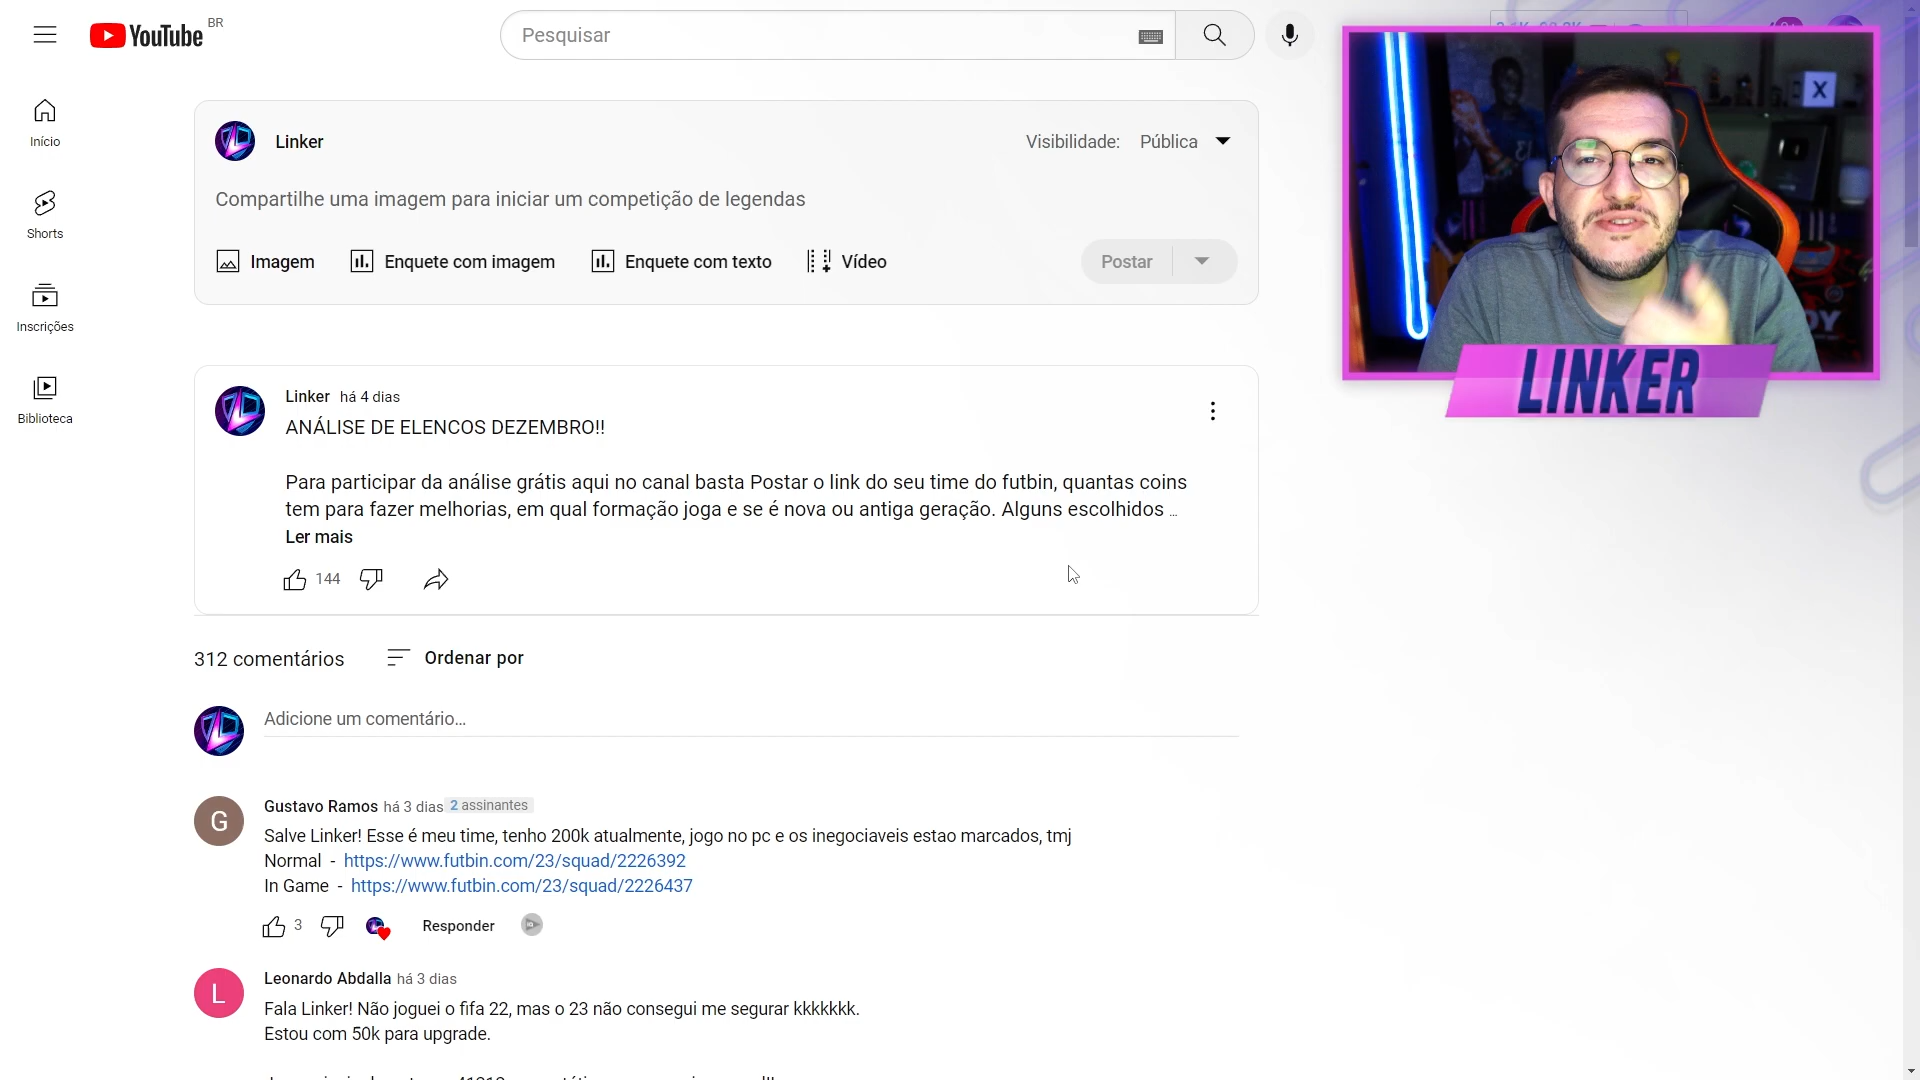 YouTube BR
Pesquisar
Início
Shorts
Inscrições
Biblioteca
Linker
Visibilidade: Pública
Compartilhe uma imagem para iniciar um competição de legendas
Imagem
Enquete com imagem
Enquete com texto
Vídeo
Postar
X
LINKER
Linker há 4 dias
ANÁLISE DE ELENCOS DEZEMBRO!!
Para participar da análise grátis aqui no canal basta Postar o link do seu time do futbin, quantas coins
tem para fazer melhorias, em qual formação joga e se é nova ou antiga geração. Alguns escolhidos ...
Ler mais
144
312 comentários
Ordenar por
Adicione um comentário...
G
Gustavo Ramos há 3 dias 2 assinantes
Salve Linker! Esse é meu time, tenho 200k atualmente, jogo no pc e os inegociaveis estao marcados, tmj
Normal - https://www.futbin.com/23/squad/2226392
In Game - https://www.futbin.com/23/squad/2226437
3
Responder
L
Leonardo Abdalla há 3 dias
Fala Linker! Não joguei o fifa 22, mas o 23 não consegui me segurar kkkkkkk.
Estou com 50k para upgrade.